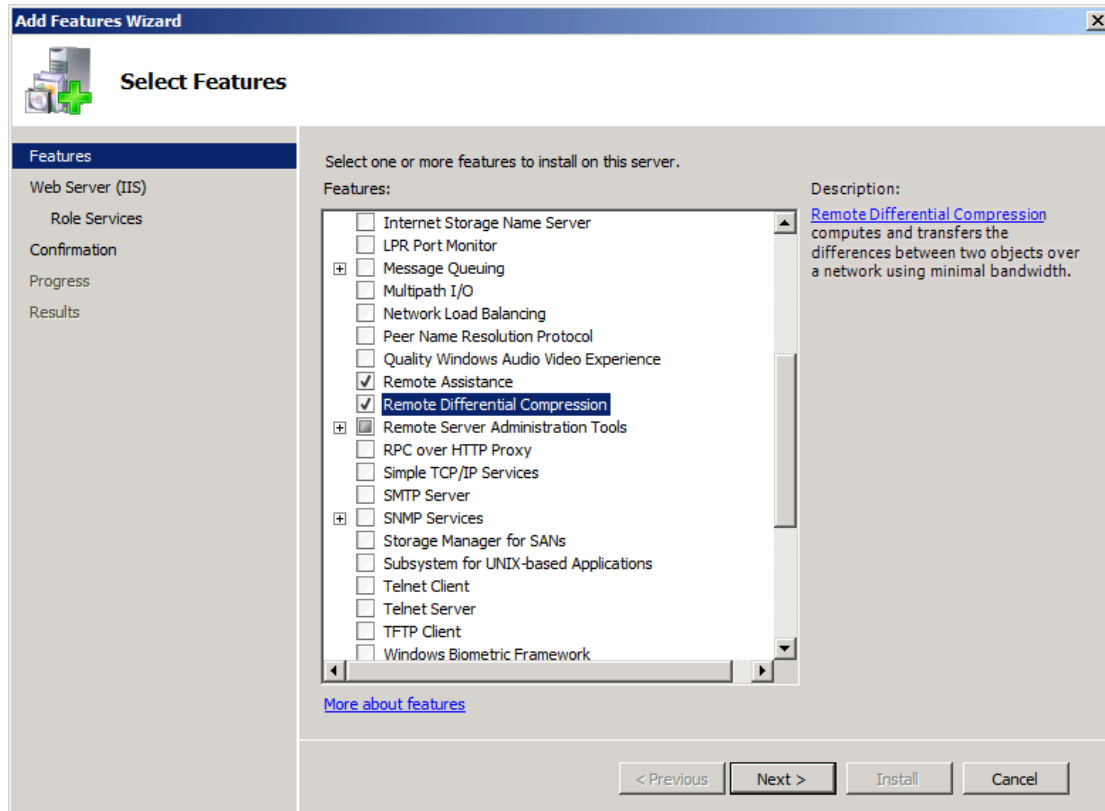 Add Features Wizard
Select Features
Features
Web Server (IIS)
Role Services
Confirmation
Progress
Results
Select one or more features to install on this server.
Features:
Internet Storage Name Server
LPR Port Monitor
Message Queuing
Multipath I/O
Network Load Balancing
Peer Name Resolution Protocol
Quality Windows Audio Video Experience
Remote Assistance
Remote Differential Compression
Remote Server Administration Tools
RPC over HTTP Proxy
Simple TCP/IP Services
SMTP Server
SNMP Services
Storage Manager for SANs
Subsystem for UNIX-based Applications
Telnet Client
Telnet Server
TFTP Client
Windows Biometric Framework
More about features
Description:
Remote Differential Compression
computes and transfers the
differences between two objects over
a network using minimal bandwidth.
< Previous
Next >
Install
Cancel